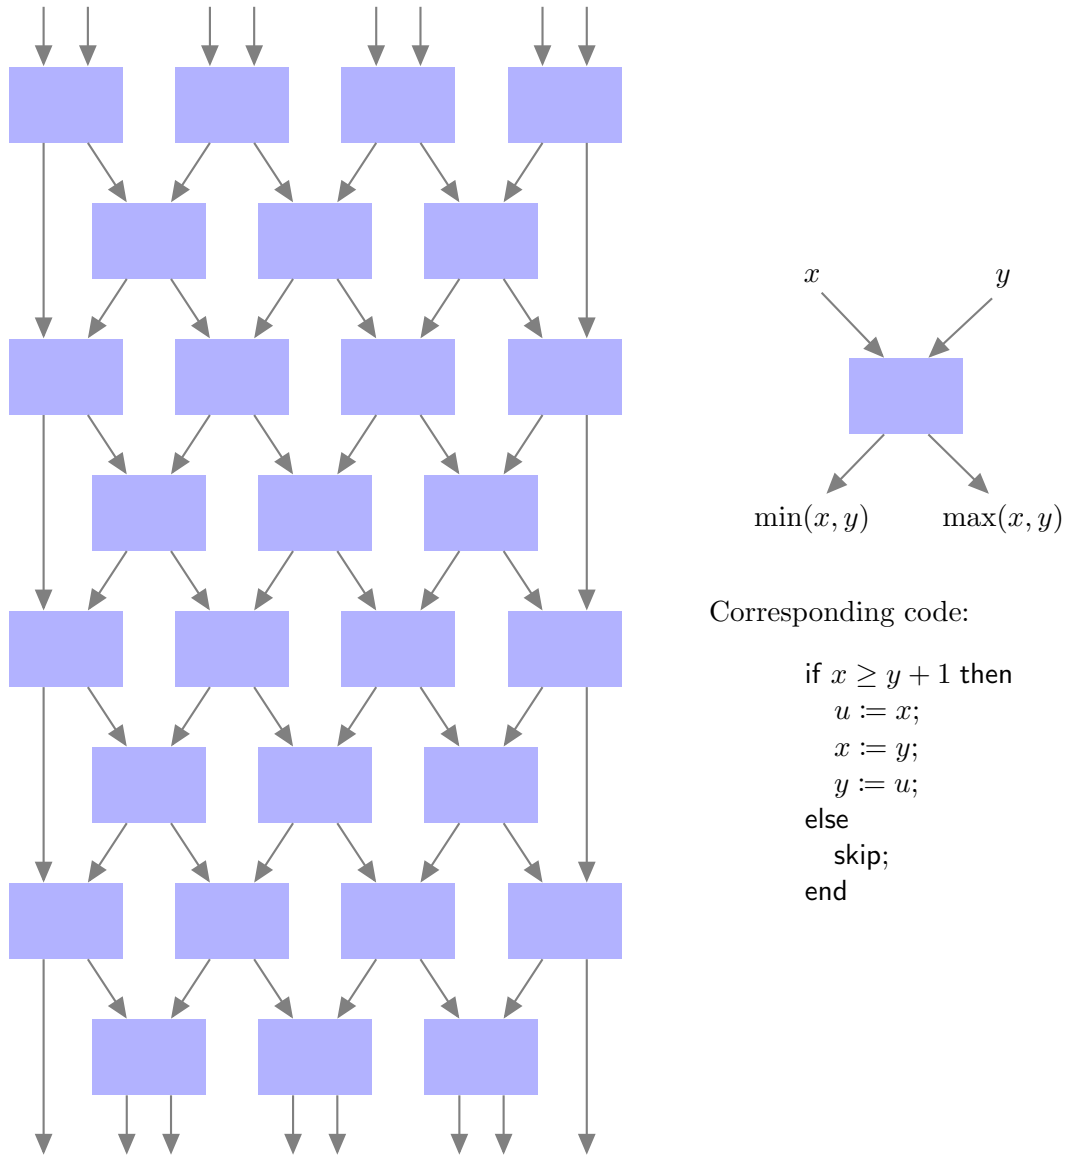 x y
min(x, y) max(x, y)
Corresponding code:
if x ≥ y + 1 then
u := x;
x := y;
y := u;
else
skip;
end